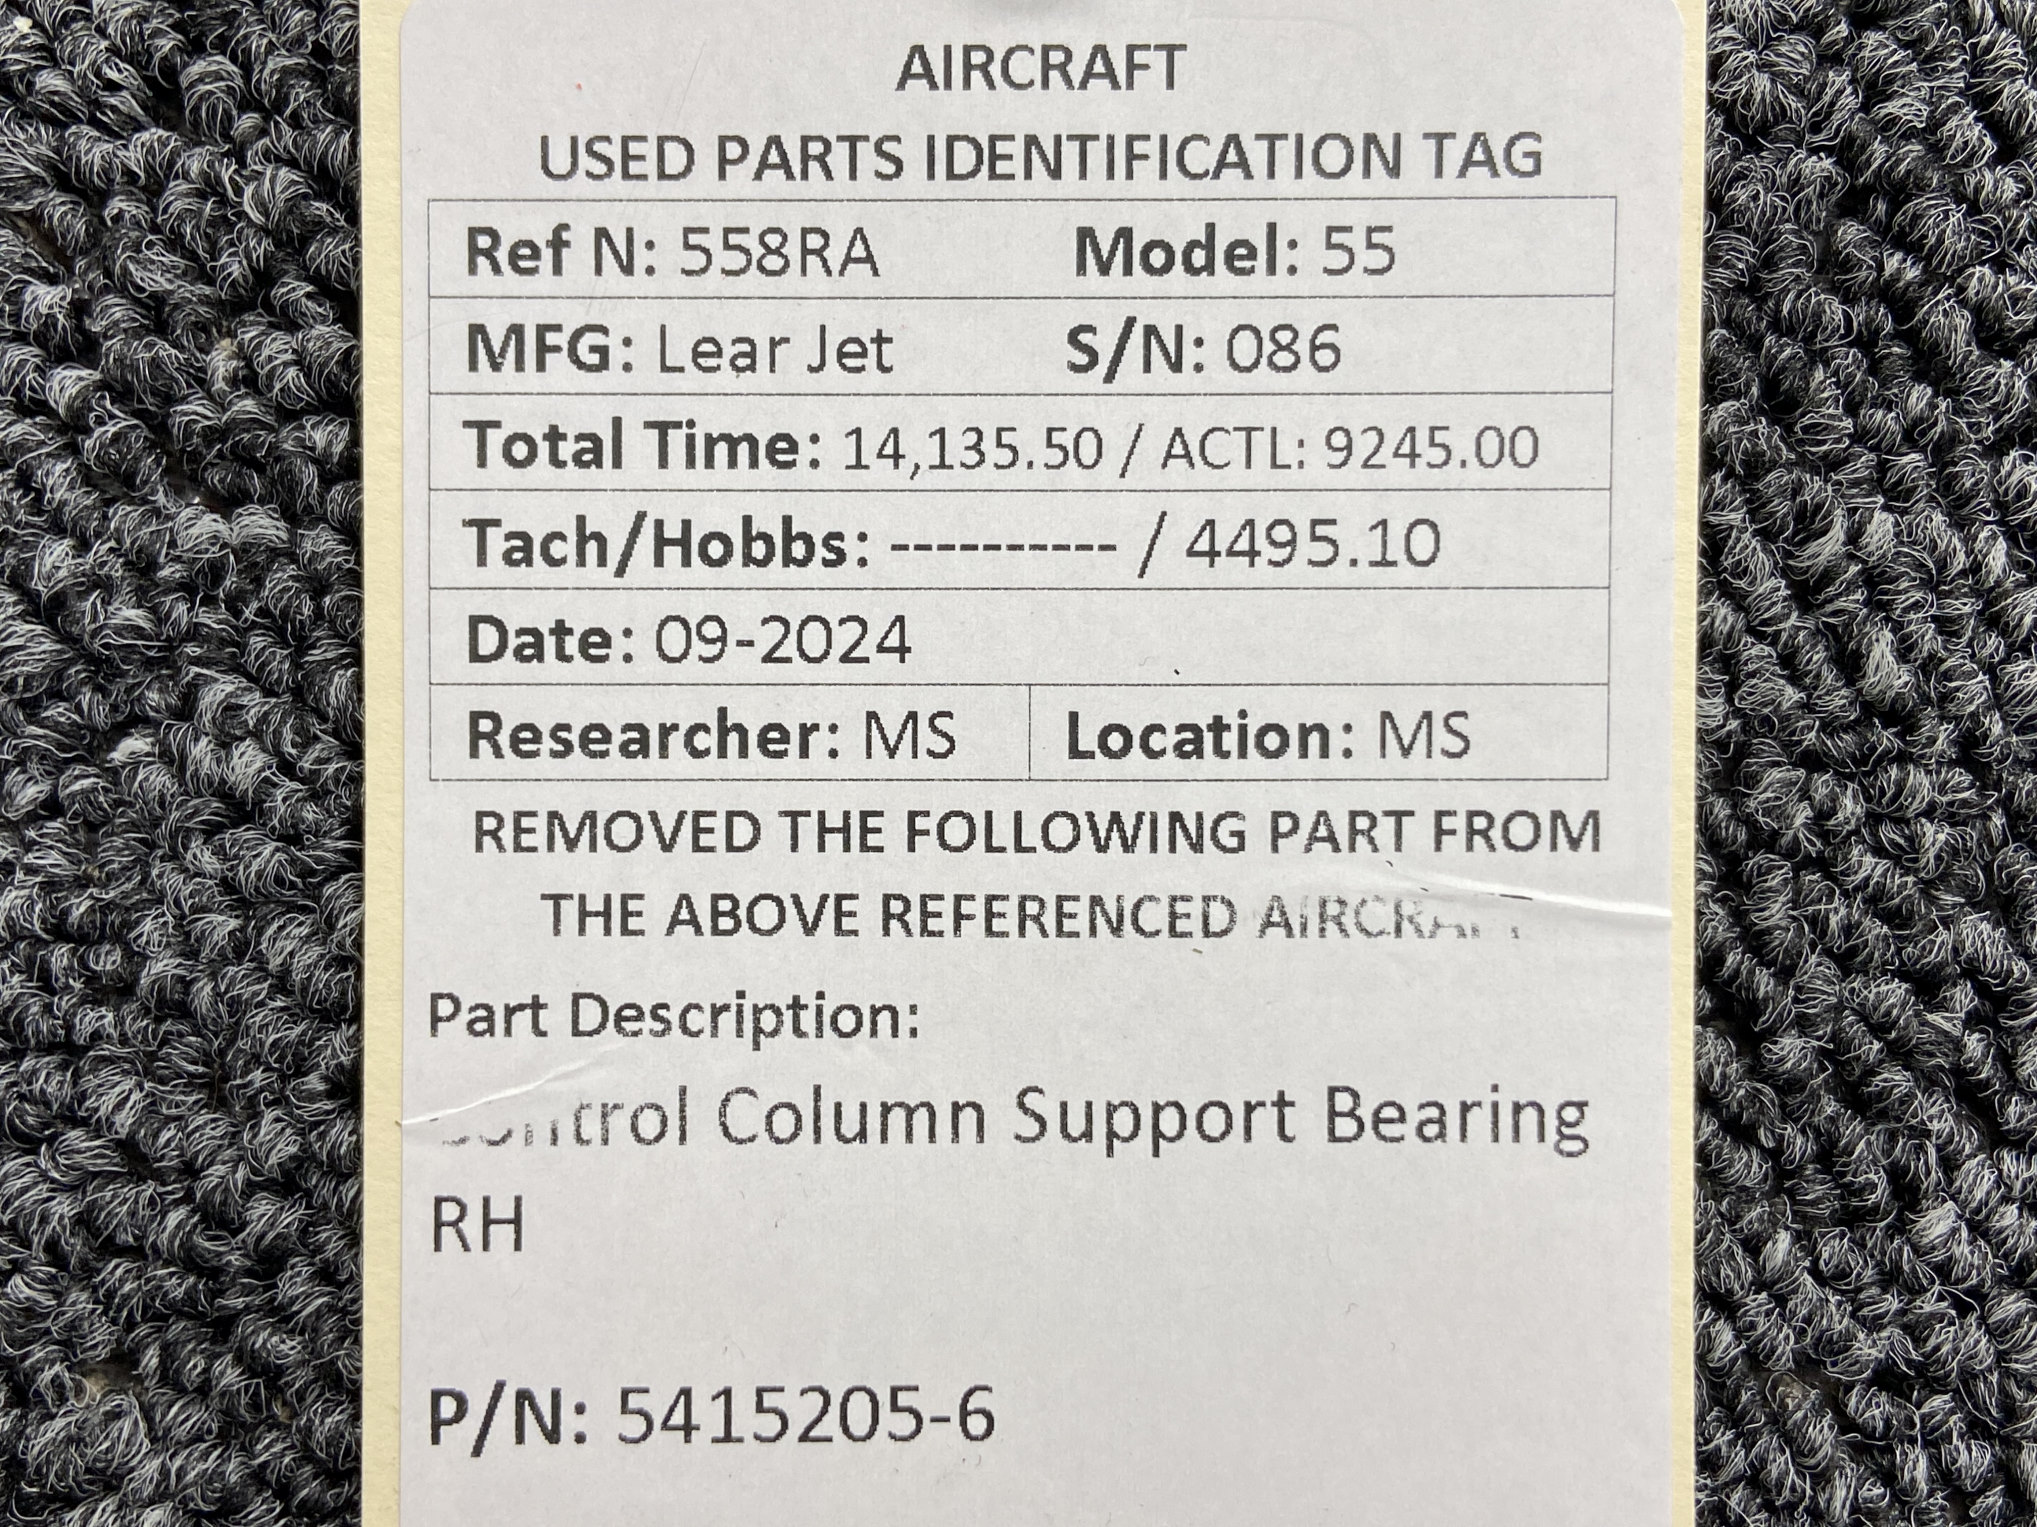 AIRCRAFT
USED PARTS IDENTIFICATION TAG
Ref N: 558RA Model: 55
MFG: Lear Jet S/N: 086
Total Time: 14,135.50 / ACTL: 9245.00
Tach/Hobbs: ---------- / 4495.10
Date: 09-2024
Researcher: MS Location: MS
REMOVED THE FOLLOWING PART FROM
THE ABOVE REFERENCED AIRCRAFT
Part Description:
Control Column Support Bearing
RH
P/N: 5415205-6